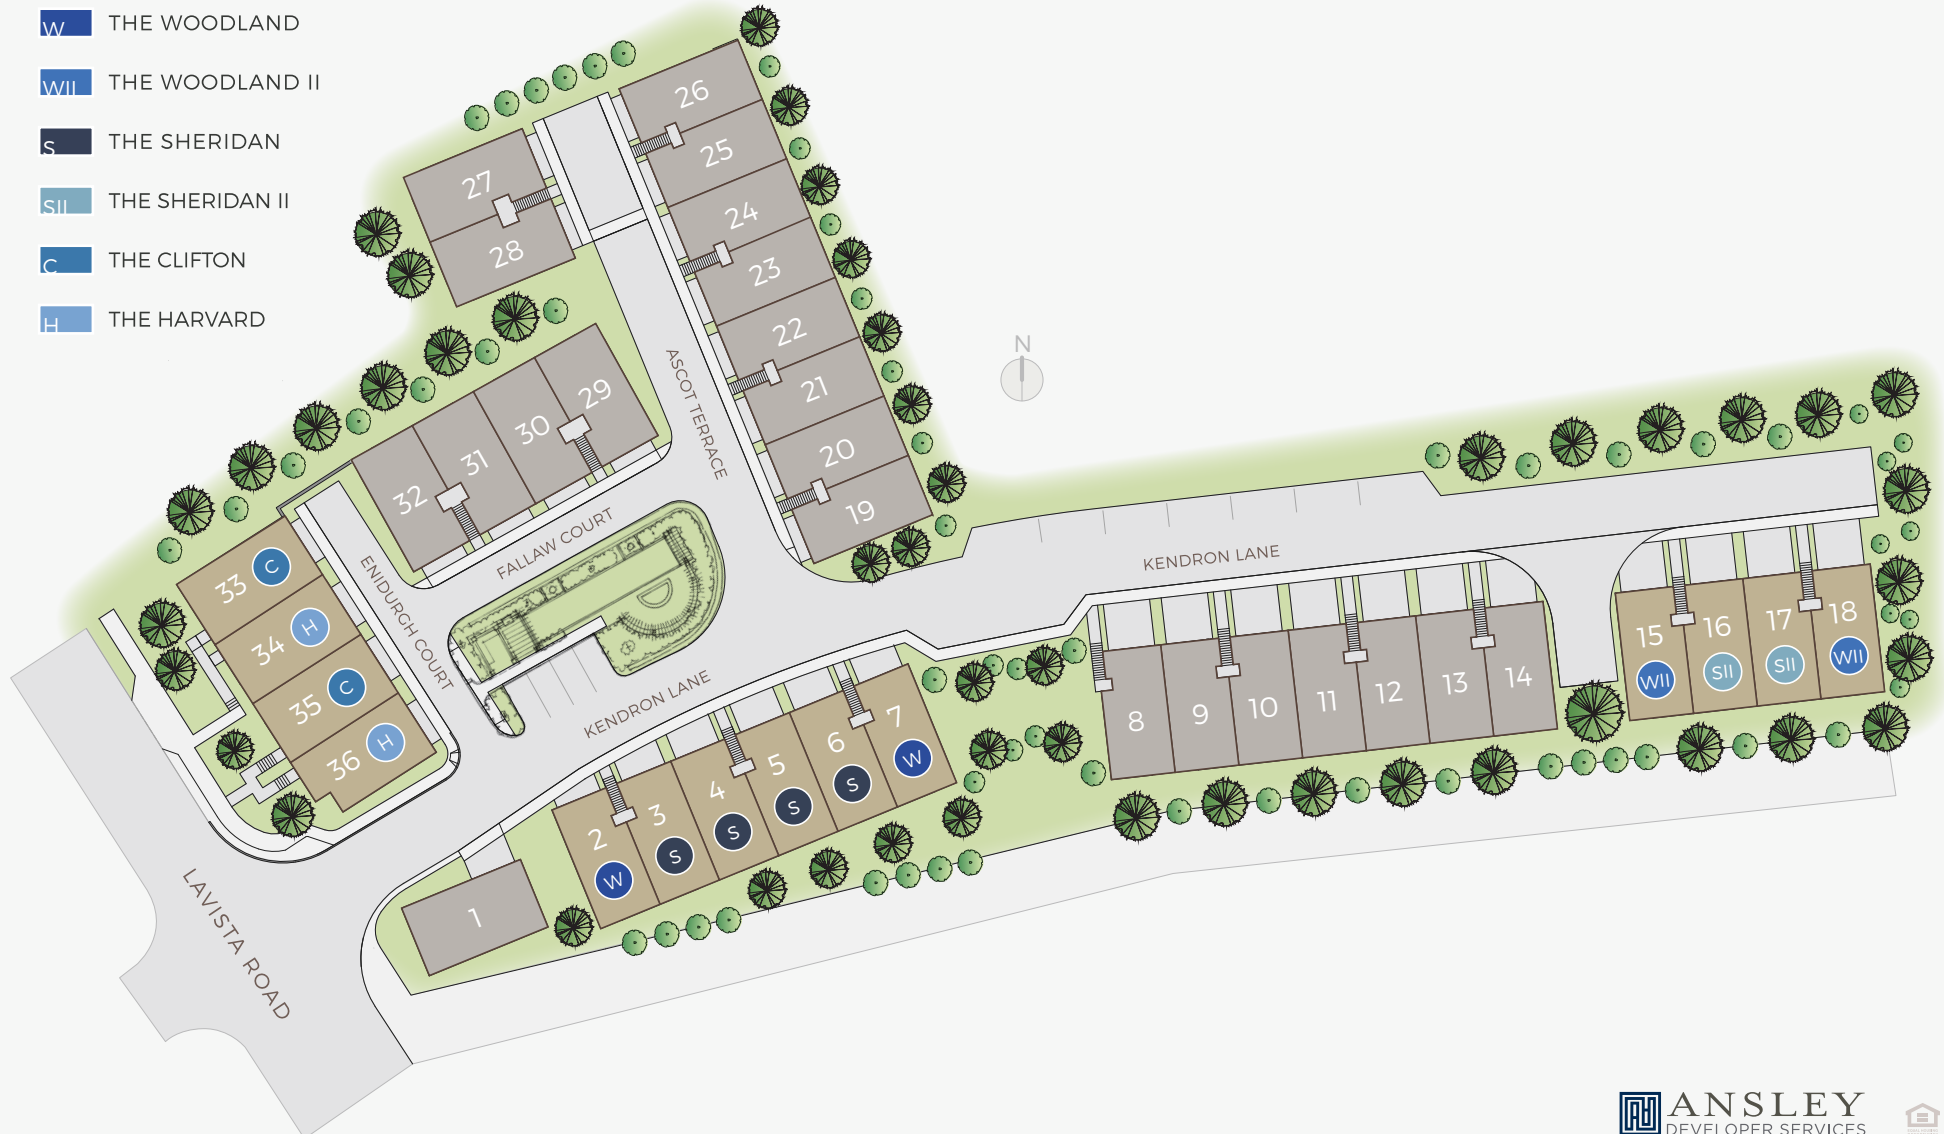 W THE WOODLAND
WII THE WOODLAND II
S THE SHERIDAN
SII THE SHERIDAN II
C THE CLIFTON
H THE HARVARD
26
25
24
23
22
21
20
19
27
28
29
30
31
32
N
ASCOT TERRACE
FALLAW COURT
ENIDURGH COURT
33 C
34 H
35 C
36 H
KENDRON LANE
KENDRON LANE
LAVISTA ROAD
1
2 W
3 S
4 S
5 S
6 S
7 W
8
9
10
11
12
13
14
15 WII
16 SII
17 SII
18 WII
ANSLEY
DEVELOPER SERVICES